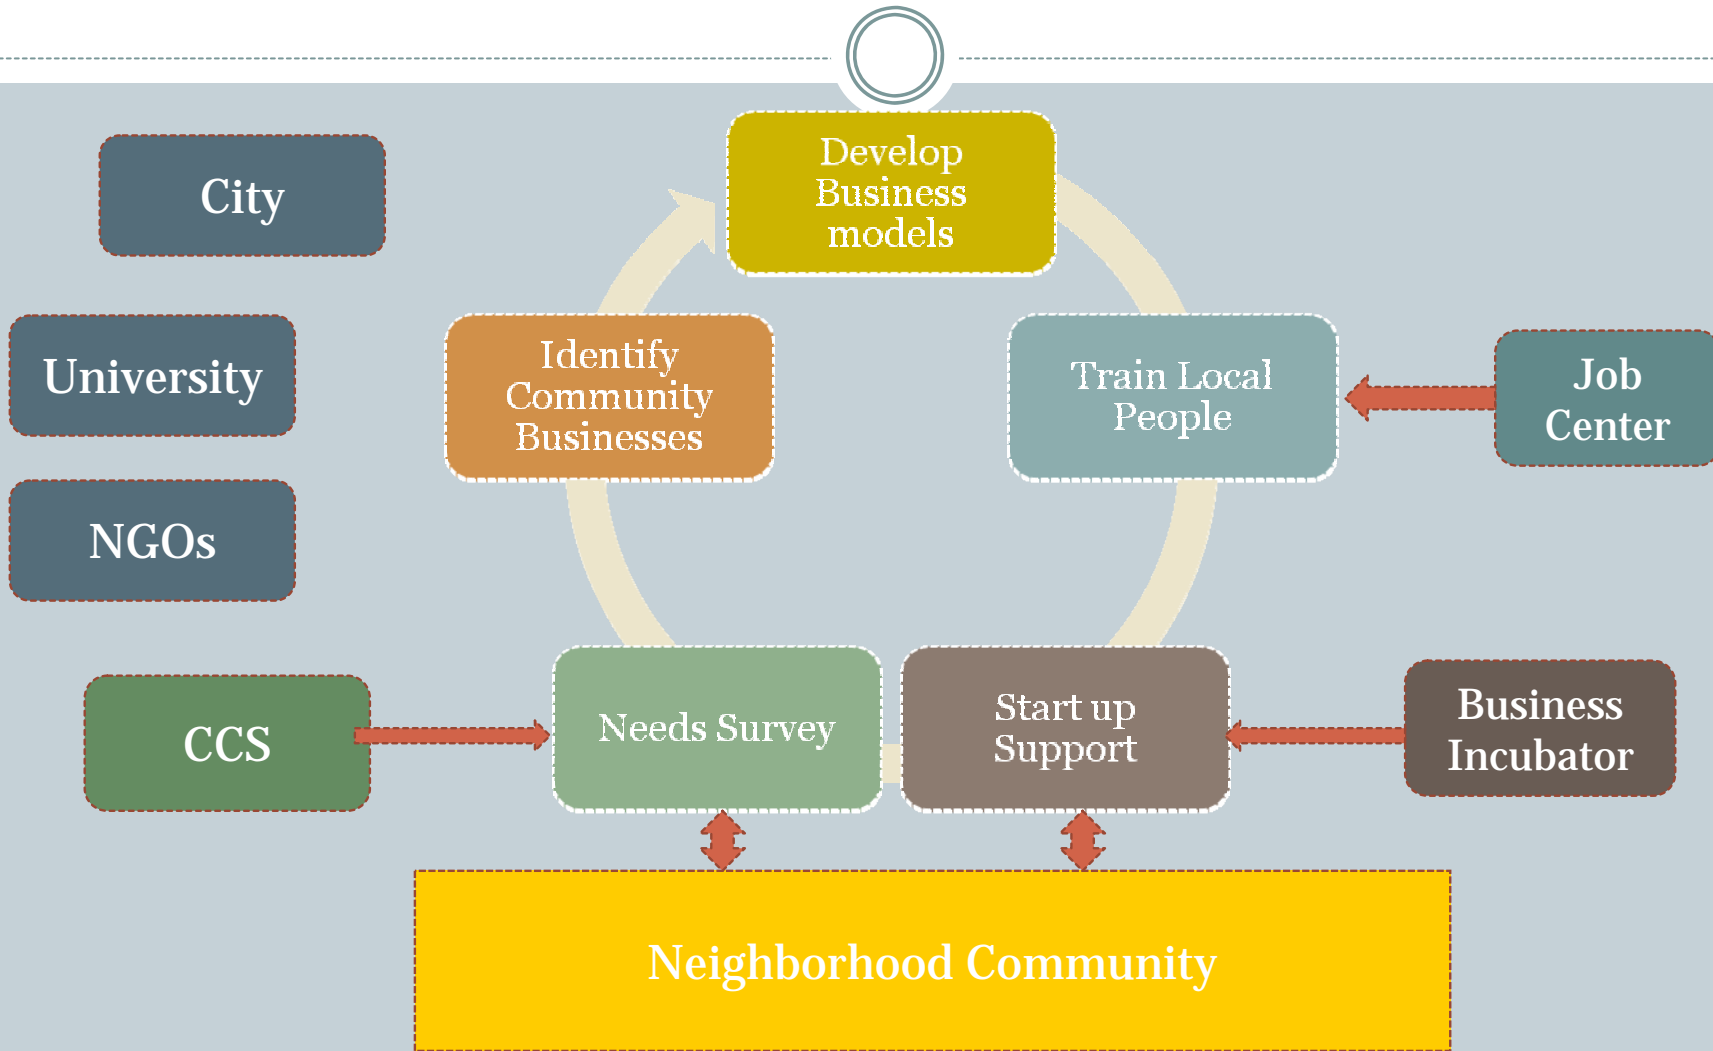 Develop
Business
models
City
Identify
Community
Businesses
Train Local
People
University
Job
Center
NGOs
CCS
Needs Survey
Start up
Support
Business
Incubator
Neighborhood Community